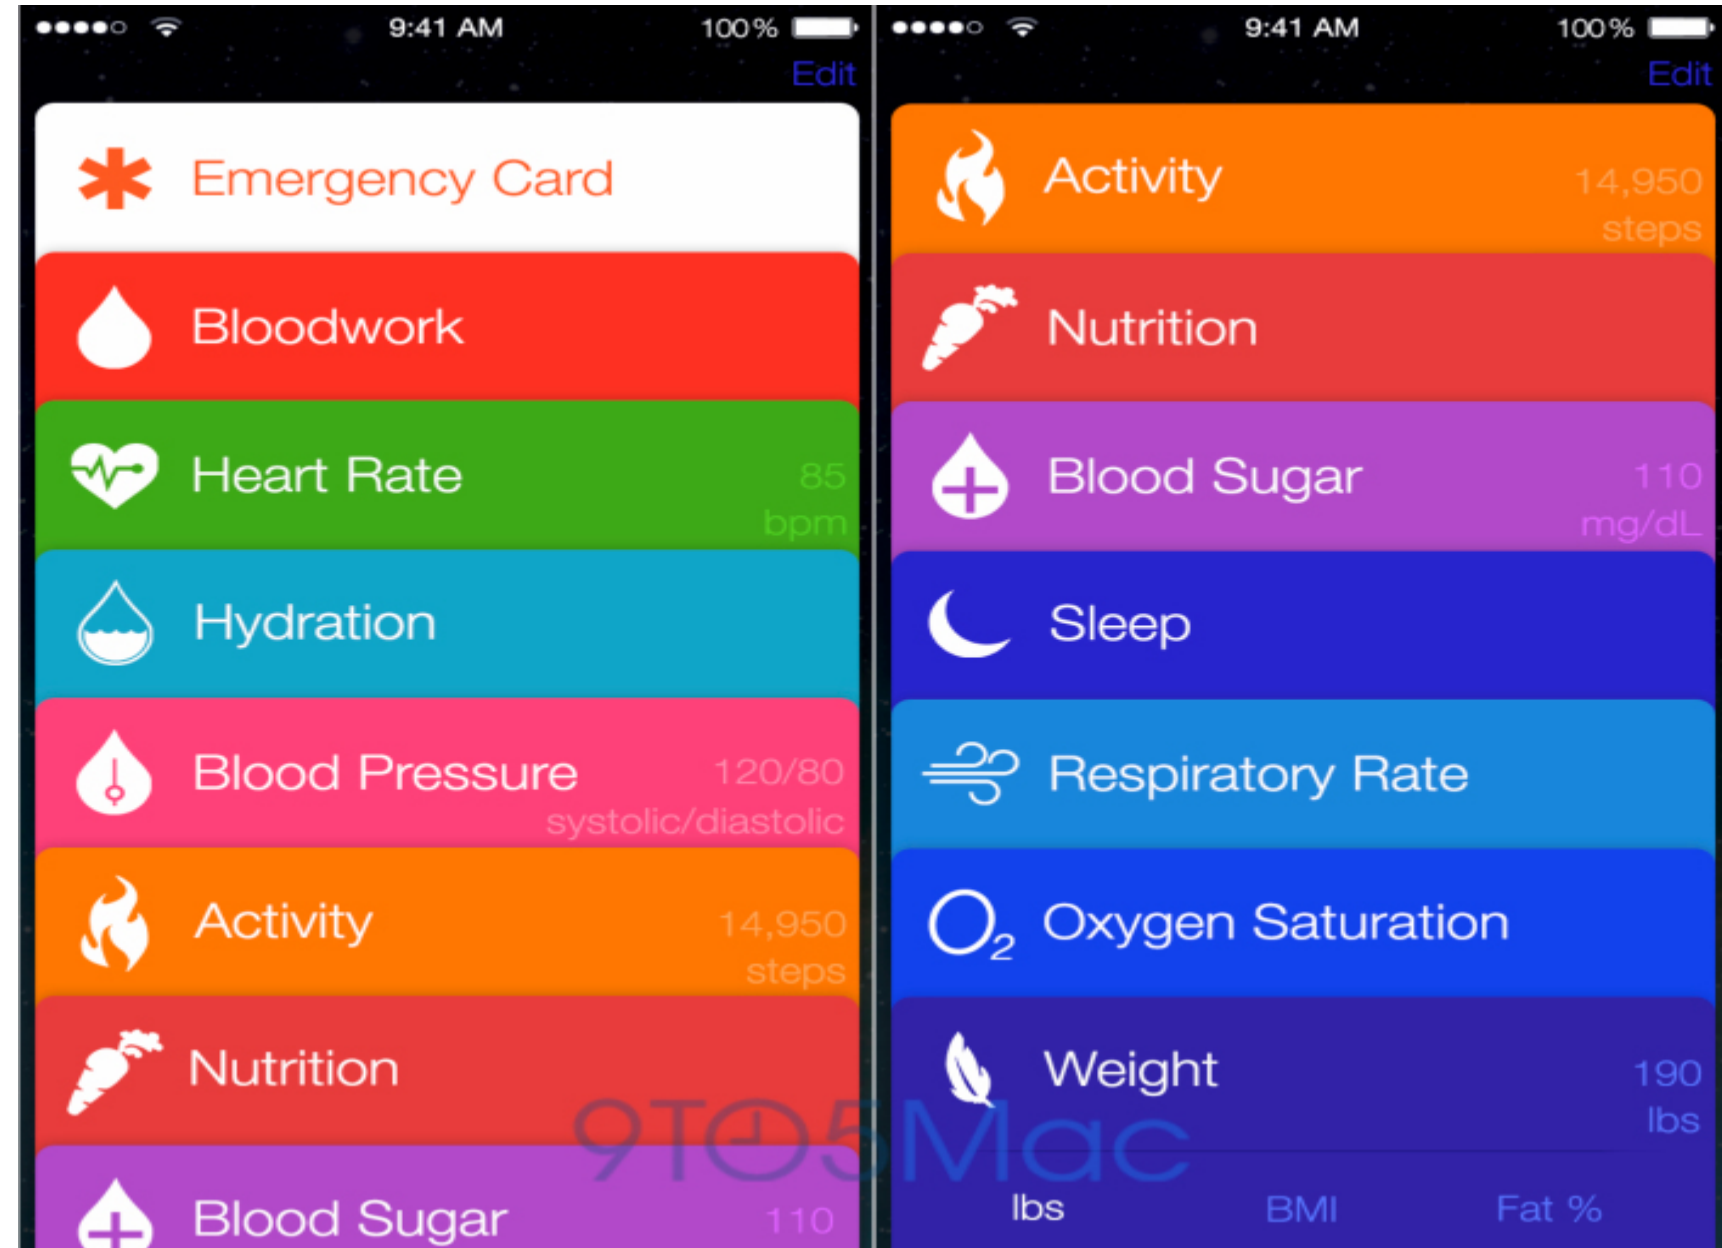 9:41 AM
100%
Edit
Emergency Card
Bloodwork
Heart Rate
85
bpm
Hydration
Blood Pressure
120/80
systolic/diastolic
Activity
14,950
steps
Nutrition
Blood Sugar
110
9:41 AM
100%
Edit
Activity
14,950
steps
Nutrition
Blood Sugar
110
mg/dL
Sleep
Respiratory Rate
O2
Oxygen Saturation
Weight
190
lbs
lbs BMI Fat %
9TO5Mac